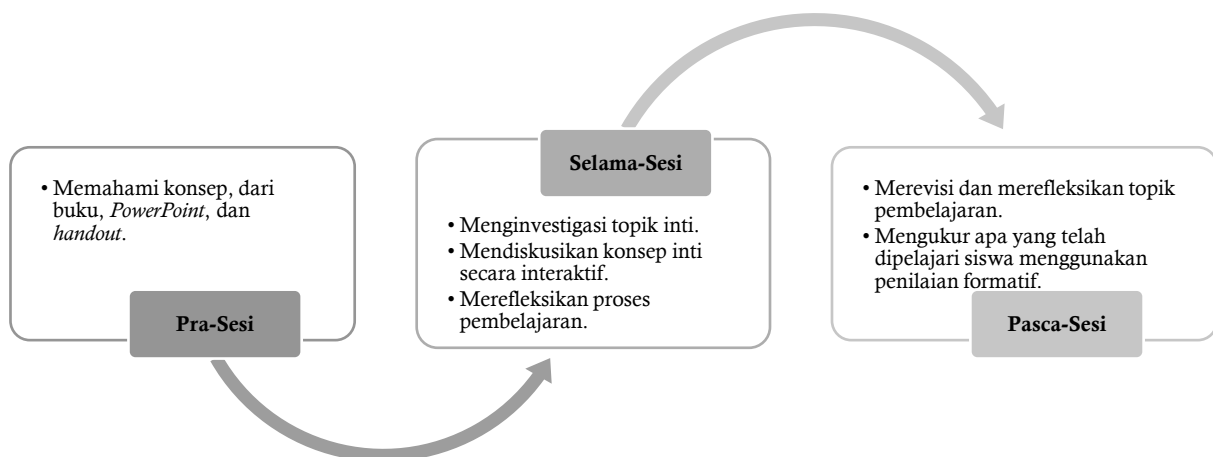 • Memahami konsep, dari
buku, PowerPoint, dan
handout.
Pra-Sesi
Selama-Sesi
• Menginvestigasi topik inti.
• Mendiskusikan konsep inti
secara interaktif.
• Merefleksikan proses
pembelajaran.
• Merevisi dan merefleksikan topik
pembelajaran.
• Mengukur apa yang telah
dipelajari siswa menggunakan
penilaian formatif.
Pasca-Sesi